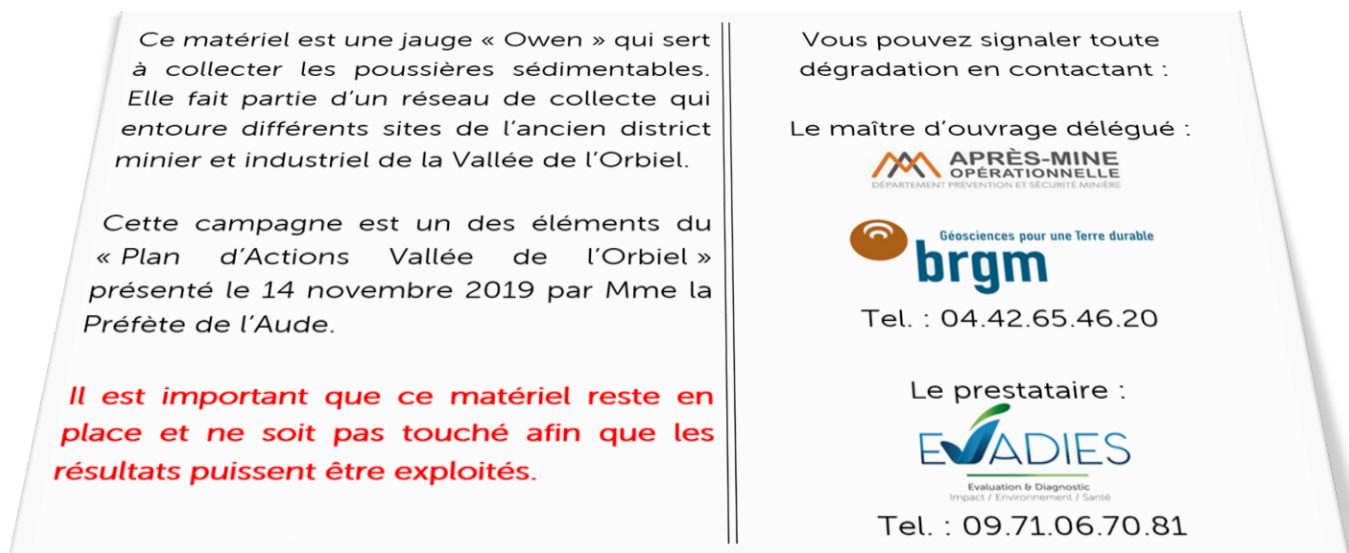 Ce matériel est une jauge « Owen » qui sert
à collecter les poussières sédimentables.
Elle fait partie d'un réseau de collecte qui
entoure différents sites de l'ancien district
minier et industriel de la Vallée de l'Orbiel.
Cette campagne est un des éléments du
« Plan d'Actions Vallée de l'Orbiel »
présenté le 14 novembre 2019 par Mme la
Préfète de l'Aude.
Il est important que ce matériel reste en
place et ne soit pas touché afin que les
résultats puissent être exploités.
Vous pouvez signaler toute
dégradation en contactant :
Le maître d'ouvrage délégué :
APRÈS-MINE
OPÉRATIONNELLE
DÉPARTEMENT PRÉVENTION ET SÉCURITÉ MINIÈRE
Géosciences pour une Terre durable
brgm
Tel. : 04.42.65.46.20
Le prestataire :
EVADIES
Evaluation & Diagnostic
Impact / Environnement / Santé
Tel. : 09.71.06.70.81